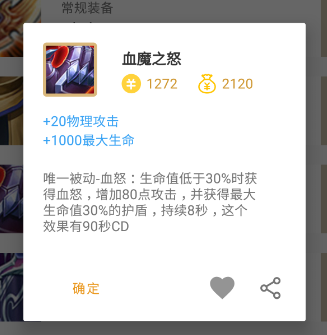 常规装备
血魔之怒
1272 2120
+20物理攻击
+1000最大生命
唯一被动-血怒：生命值低于30%时获
得血怒，增加80点攻击，并获得最大
生命值30%的护盾，持续8秒，这个
效果有90秒CD
确定